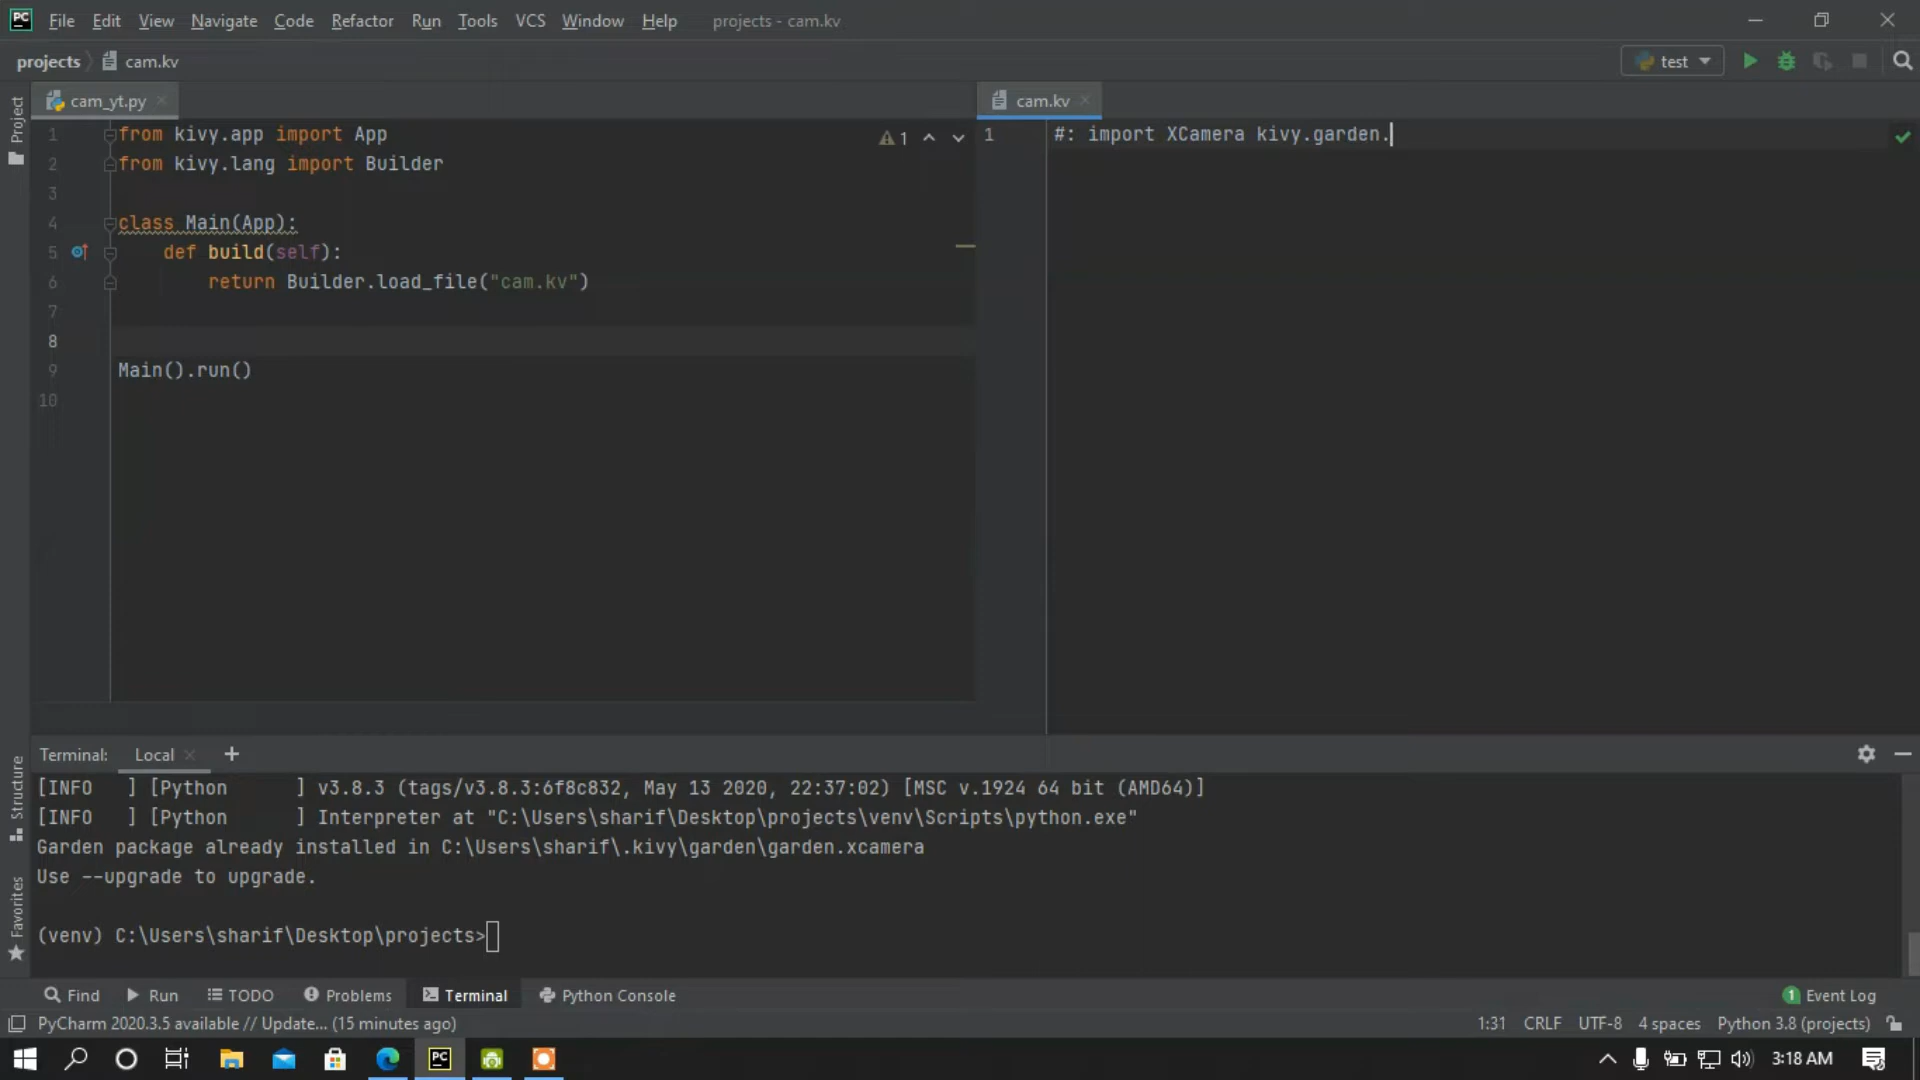 PC File Edit View Navigate Code Refactor Run Tools VCS Window Help projects - cam.kv
projects cam.kv test
Project
cam_yt.py
cam.kv
1 from kivy.app import App
2 from kivy.lang import Builder
3
4 class Main(App):
5 def build(self):
6 return Builder.load_file("cam.kv")
7
8
9 Main().run()
10
1
1 #: import XCamera kivy.garden.
Structure
Favorites
Terminal: Local +
[INFO   ] [Python      ] v3.8.3 (tags/v3.8.3:6f8c832, May 13 2020, 22:37:02) [MSC v.1924 64 bit (AMD64)]
[INFO   ] [Python      ] Interpreter at "C:\Users\sharif\Desktop\projects\venv\Scripts\python.exe"
Garden package already installed in C:\Users\sharif\.kivy\garden\garden.xcamera
Use --upgrade to upgrade.
(venv) C:\Users\sharif\Desktop\projects>
Find Run TODO Problems Terminal Python Console 1 Event Log
PyCharm 2020.3.5 available // Update... (15 minutes ago) 1:31 CRLF UTF-8 4 spaces Python 3.8 (projects)
PC 3:18 AM